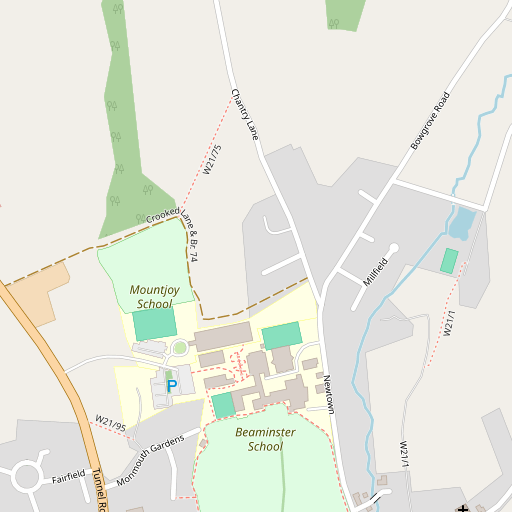 Chantry Lane
Bowgrove Road
W21/75
Crooked Lane & Br. 74
Mountjoy
School
Millfield
W21/1
P
Newtown
W21/95
Monmouth Gardens
Beaminster
School
Fairfield
Tunnel Ro
W21/1